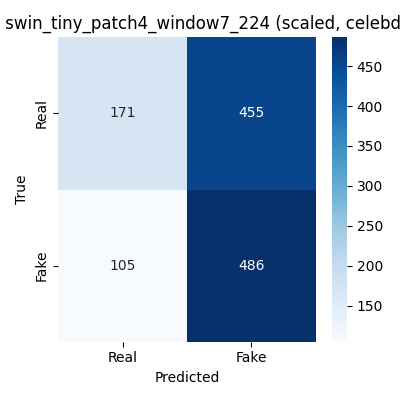 swin_tiny_patch4_window7_224 (scaled, celebd
Real
171
455
450
400
350
300
250
200
150
True
Fake
105
486
Real
Fake
Predicted